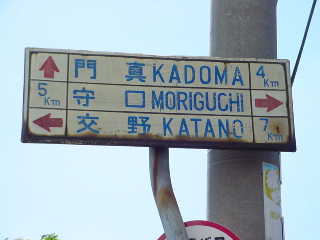 門 真 KADOMA 4 Km
5 Km 守 口 MORIGUCHI
交 野 KATANO 7 Km